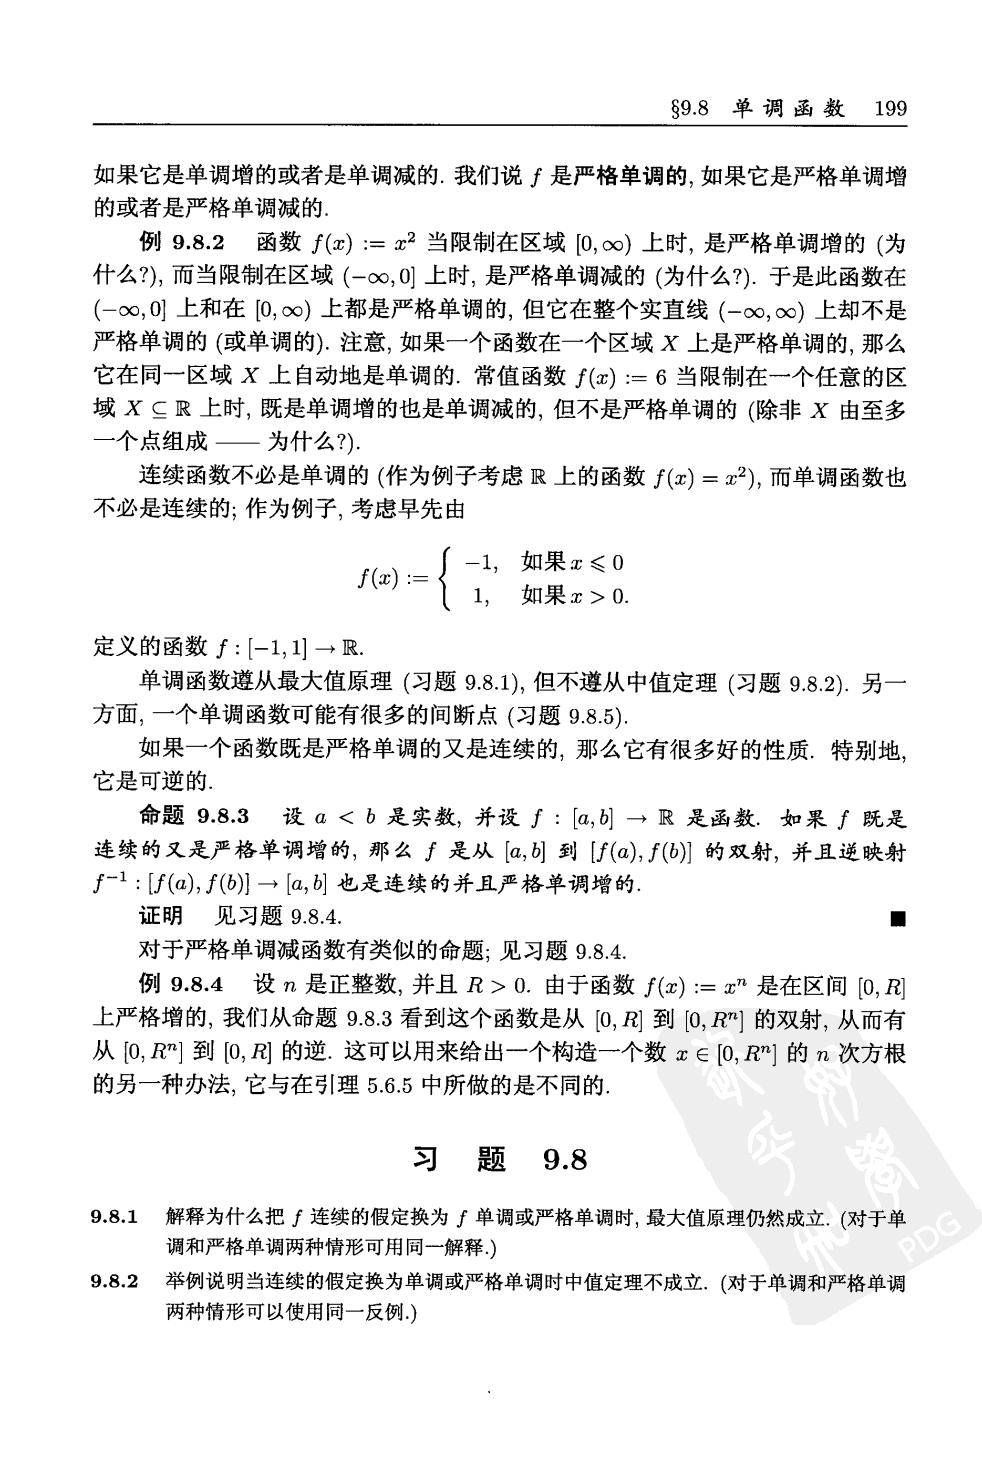 §9.8 单调函数 199
如果它是单调增的或者是单调减的. 我们说 f 是严格单调的, 如果它是严格单调增
的或者是严格单调减的.
例 9.8.2 函数 f(x) := x² 当限制在区域 [0,∞) 上时, 是严格单调增的 (为
什么?), 而当限制在区域 (−∞,0] 上时, 是严格单调减的 (为什么?). 于是此函数在
(−∞,0] 上和在 [0,∞) 上都是严格单调的, 但它在整个实直线 (−∞,∞) 上却不是
严格单调的 (或单调的). 注意, 如果一个函数在一个区域 X 上是严格单调的, 那么
它在同一区域 X 上自动地是单调的. 常值函数 f(x) := 6 当限制在一个任意的区
域 X ⊆ ℝ 上时, 既是单调增的也是单调减的, 但不是严格单调的 (除非 X 由至多
一个点组成 —— 为什么?).
连续函数不必是单调的 (作为例子考虑 ℝ 上的函数 f(x) = x²), 而单调函数也
不必是连续的; 作为例子, 考虑早先由
f(x) := { −1, 如果x ⩽ 0
1, 如果x > 0.
定义的函数 f : [−1,1] → ℝ.
单调函数遵从最大值原理 (习题 9.8.1), 但不遵从中值定理 (习题 9.8.2). 另一
方面, 一个单调函数可能有很多的间断点 (习题 9.8.5).
如果一个函数既是严格单调的又是连续的, 那么它有很多好的性质. 特别地,
它是可逆的.
命题 9.8.3 设 a < b 是实数, 并设 f : [a,b] → ℝ 是函数. 如果 f 既是
连续的又是严格单调增的, 那么 f 是从 [a,b] 到 [f(a),f(b)] 的双射, 并且逆映射
f⁻¹ : [f(a),f(b)] → [a,b] 也是连续的并且严格单调增的.
证明 见习题 9.8.4. ■
对于严格单调减函数有类似的命题; 见习题 9.8.4.
例 9.8.4 设 n 是正整数, 并且 R > 0. 由于函数 f(x) := xⁿ 是在区间 [0,R]
上严格增的, 我们从命题 9.8.3 看到这个函数是从 [0,R] 到 [0,Rⁿ] 的双射, 从而有
从 [0,Rⁿ] 到 [0,R] 的逆. 这可以用来给出一个构造一个数 x ∈ [0,Rⁿ] 的 n 次方根
的另一种办法, 它与在引理 5.6.5 中所做的是不同的.
习 题 9.8
9.8.1 解释为什么把 f 连续的假定换为 f 单调或严格单调时, 最大值原理仍然成立. (对于单
调和严格单调两种情形可用同一解释.)
9.8.2 举例说明当连续的假定换为单调或严格单调时中值定理不成立. (对于单调和严格单调
两种情形可以使用同一反例.)
PDG